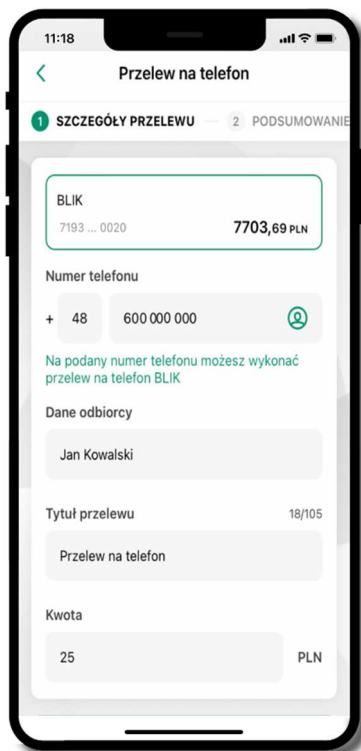 11:18
Przelew na telefon
1 SZCZEGÓŁY PRZELEWU 2 PODSUMOWANIE
BLIK
7193 ... 0020 7703,69 PLN
Numer telefonu
+ 48 600 000 000
Na podany numer telefonu możesz wykonać
przelew na telefon BLIK
Dane odbiorcy
Jan Kowalski
Tytuł przelewu 18/105
Przelew na telefon
Kwota
25 PLN